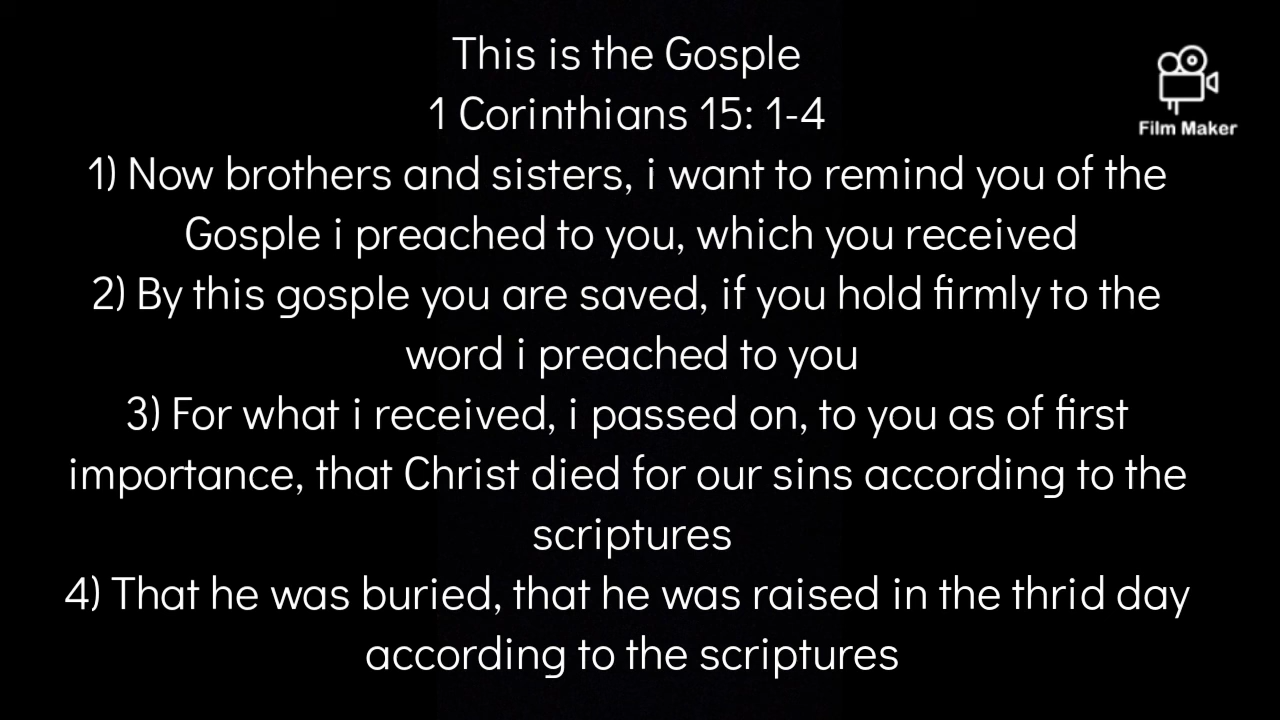 This is the Gosple
1 Corinthians 15: 1-4
1) Now brothers and sisters, i want to remind you of the
Gosple i preached to you, which you received
2) By this gosple you are saved, if you hold firmly to the
word i preached to you
3) For what i received, i passed on, to you as of first
importance, that Christ died for our sins according to the
scriptures
4) That he was buried, that he was raised in the thrid day
according to the scriptures
Film Maker